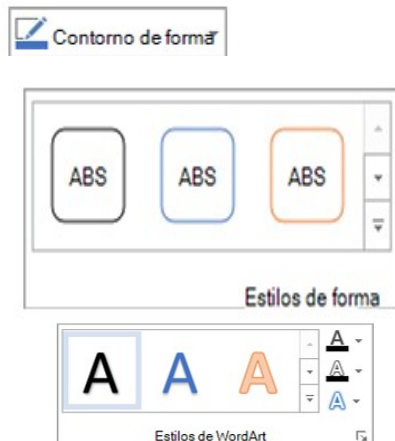 Contorno de forma
ABS ABS ABS
Estilos de forma
A A A
A
A
A
Estilos de WordArt